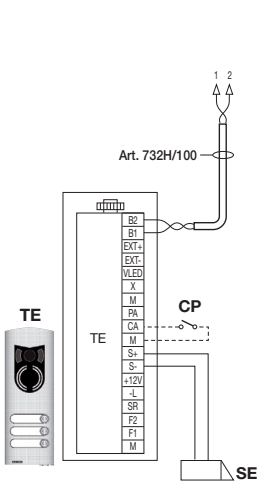 1 2
Art. 732H/100
B2
B1
EXT+
EXT-
VLED
X
M
PA
CA
M
S+
S-
+12V
-L
SR
F2
F1
M
TE
TE
CP
SE